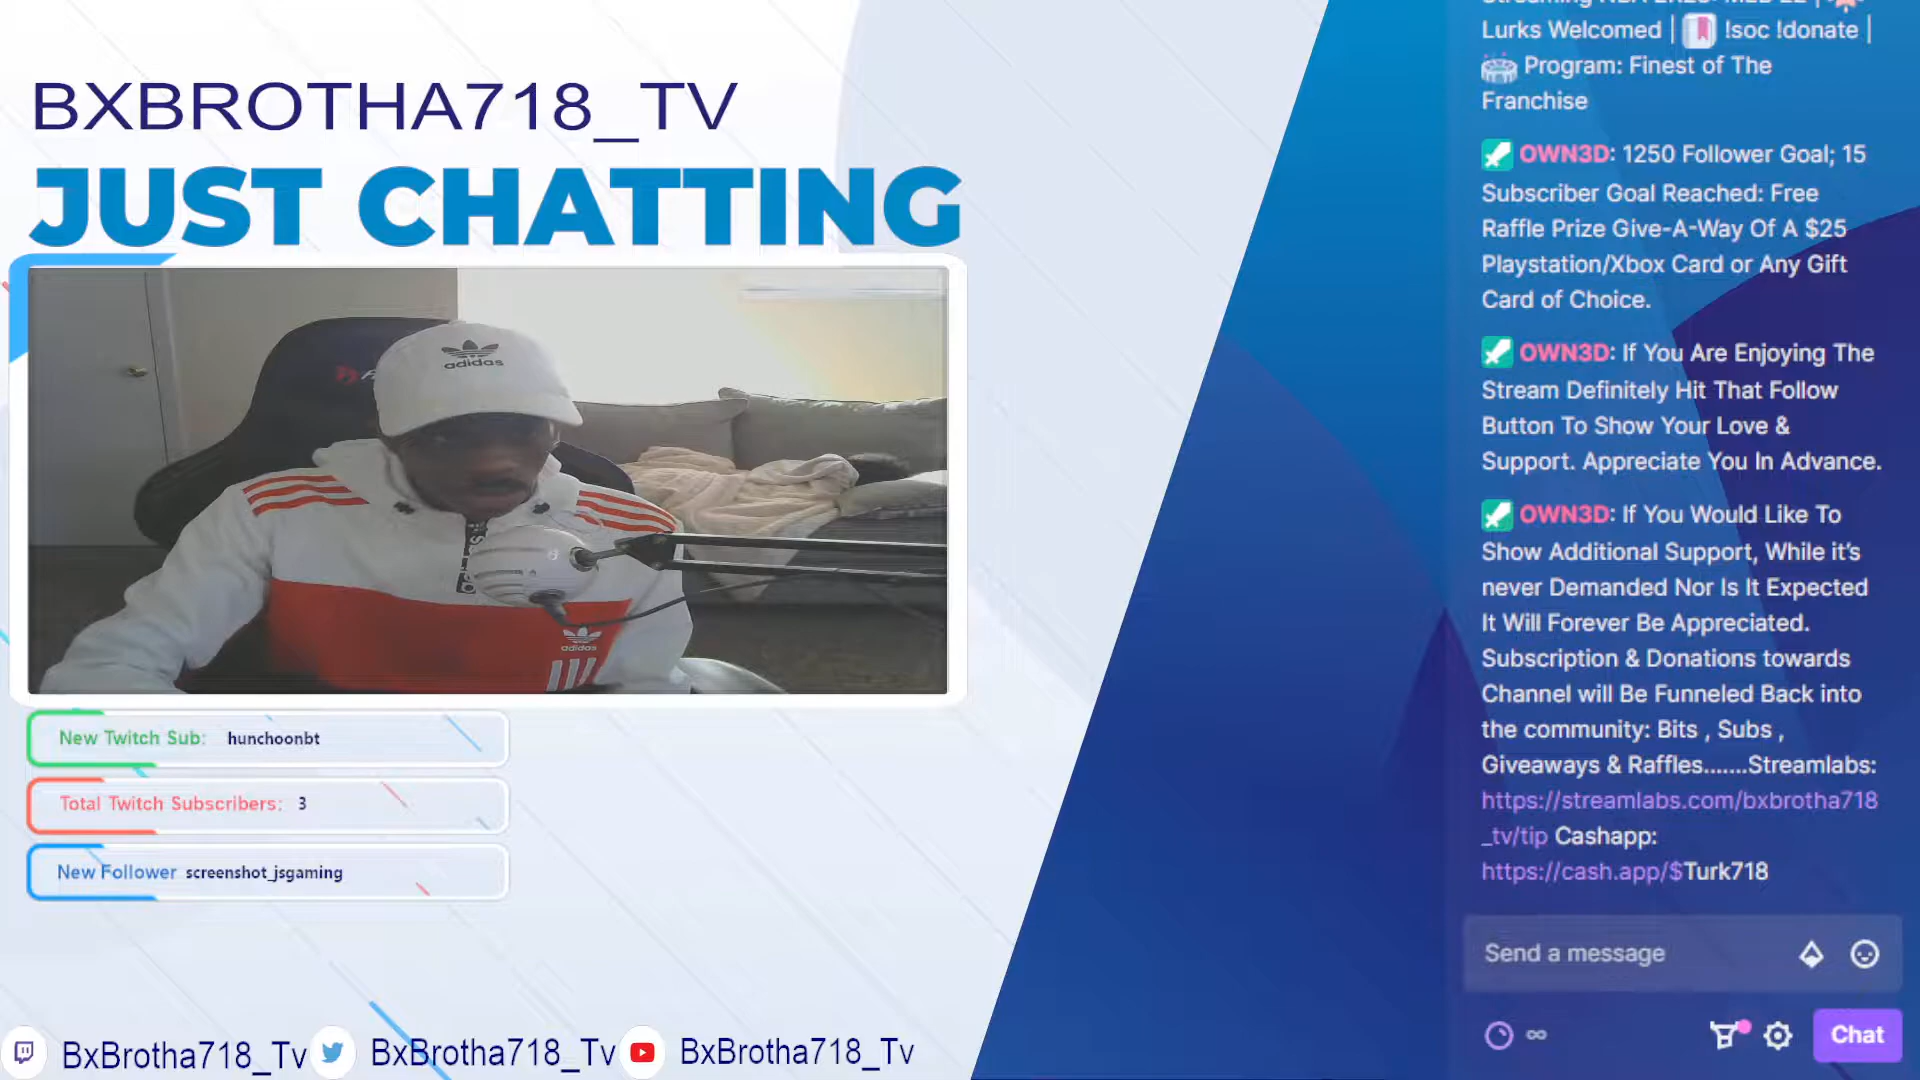 BXBROTHA718_TV
JUST CHATTING
adidas
adidas
adidas
New Twitch Sub: hunchoonbt
Total Twitch Subscribers: 3
New Follower screenshot_jsgaming
BxBrotha718_Tv
BxBrotha718_Tv
BxBrotha718_Tv
Lurks Welcomed | !soc !donate |
Program: Finest of The
Franchise
OWN3D: 1250 Follower Goal; 15
Subscriber Goal Reached: Free
Raffle Prize Give-A-Way Of A $25
Playstation/Xbox Card or Any Gift
Card of Choice.
OWN3D: If You Are Enjoying The
Stream Definitely Hit That Follow
Button To Show Your Love &
Support. Appreciate You In Advance.
OWN3D: If You Would Like To
Show Additional Support, While it's
never Demanded Nor Is It Expected
It Will Forever Be Appreciated.
Subscription & Donations towards
Channel will Be Funneled Back into
the community: Bits , Subs ,
Giveaways & Raffles.......Streamlabs:
https://streamlabs.com/bxbrotha718
_tv/tip Cashapp:
https://cash.app/$Turk718
Send a message
Chat